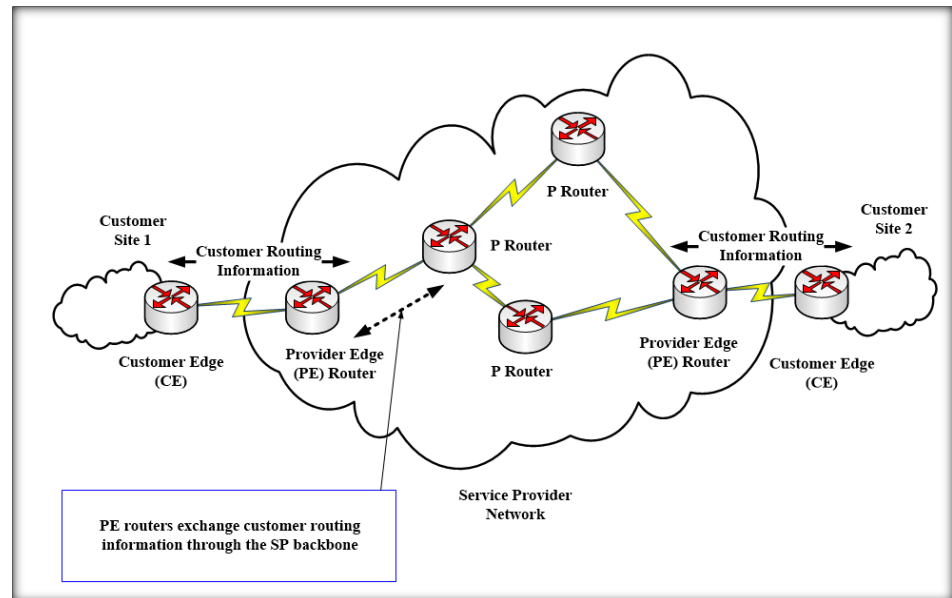 P Router
Customer
Site 1
Customer Routing
Information
P Router
Customer Routing
Information
Customer
Site 2
Customer Edge
(CE)
Provider Edge
(PE) Router
P Router
Provider Edge
(PE) Router
Customer Edge
(CE)
Service Provider
Network
PE routers exchange customer routing
information through the SP backbone